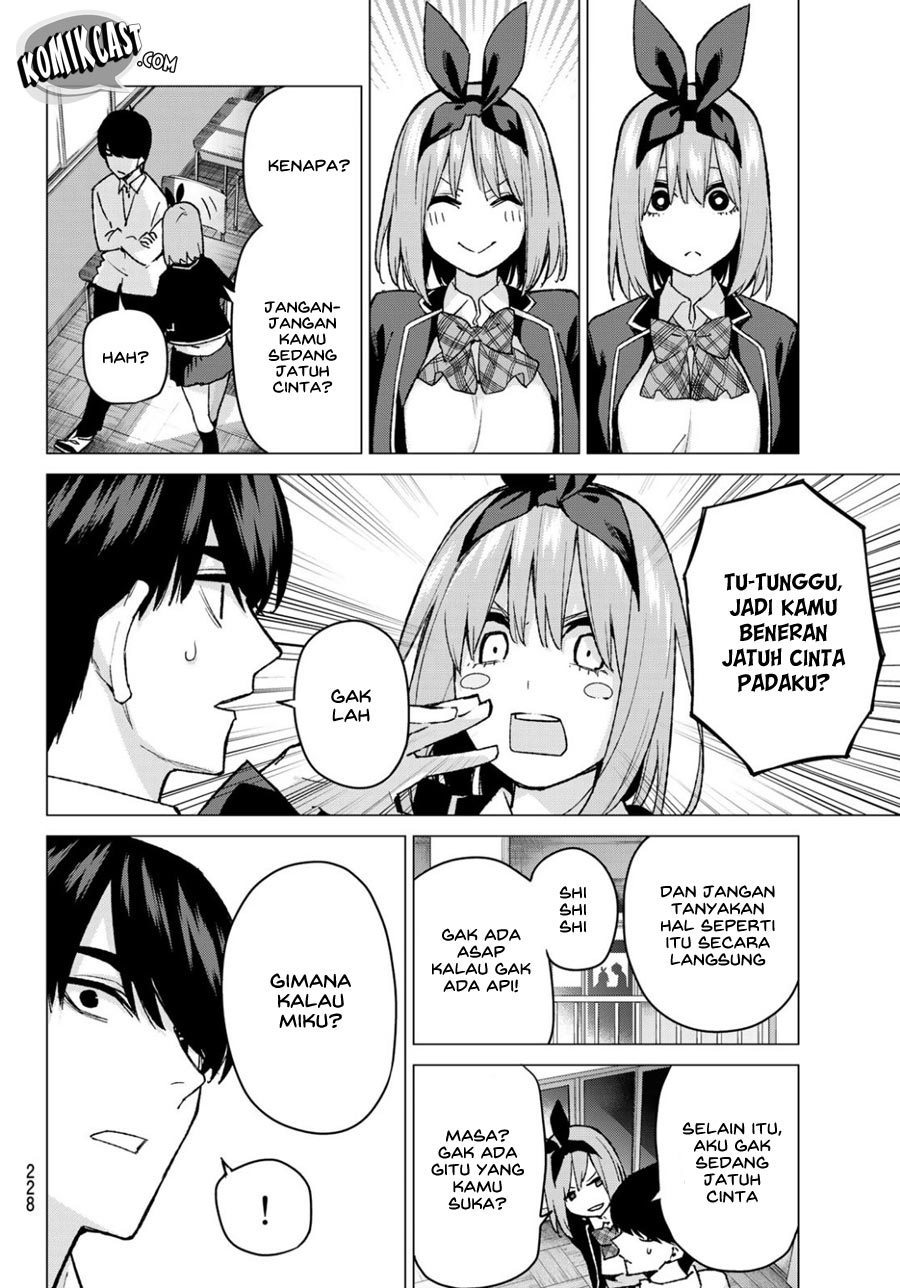 KOMIKCAST
.COM
KENAPA?
JANGAN-
JANGAN
KAMU
SEDANG
JATUH
CINTA?
HAH?
TU-TUNGGU,
JADI KAMU
BENERAN
JATUH CINTA
PADAKU?
GAK
LAH
DAN JANGAN
TANYAKAN
HAL SEPERTI
ITU SECARA
LANGSUNG
SHI
SHI
SHI
GAK ADA
ASAP
KALAU GAK
ADA API!
SELAIN ITU,
AKU GAK
SEDANG
JATUH
CINTA
MASA?
GAK ADA
GITU YANG
KAMU
SUKA?
GIMANA
KALAU
MIKU?
!
228